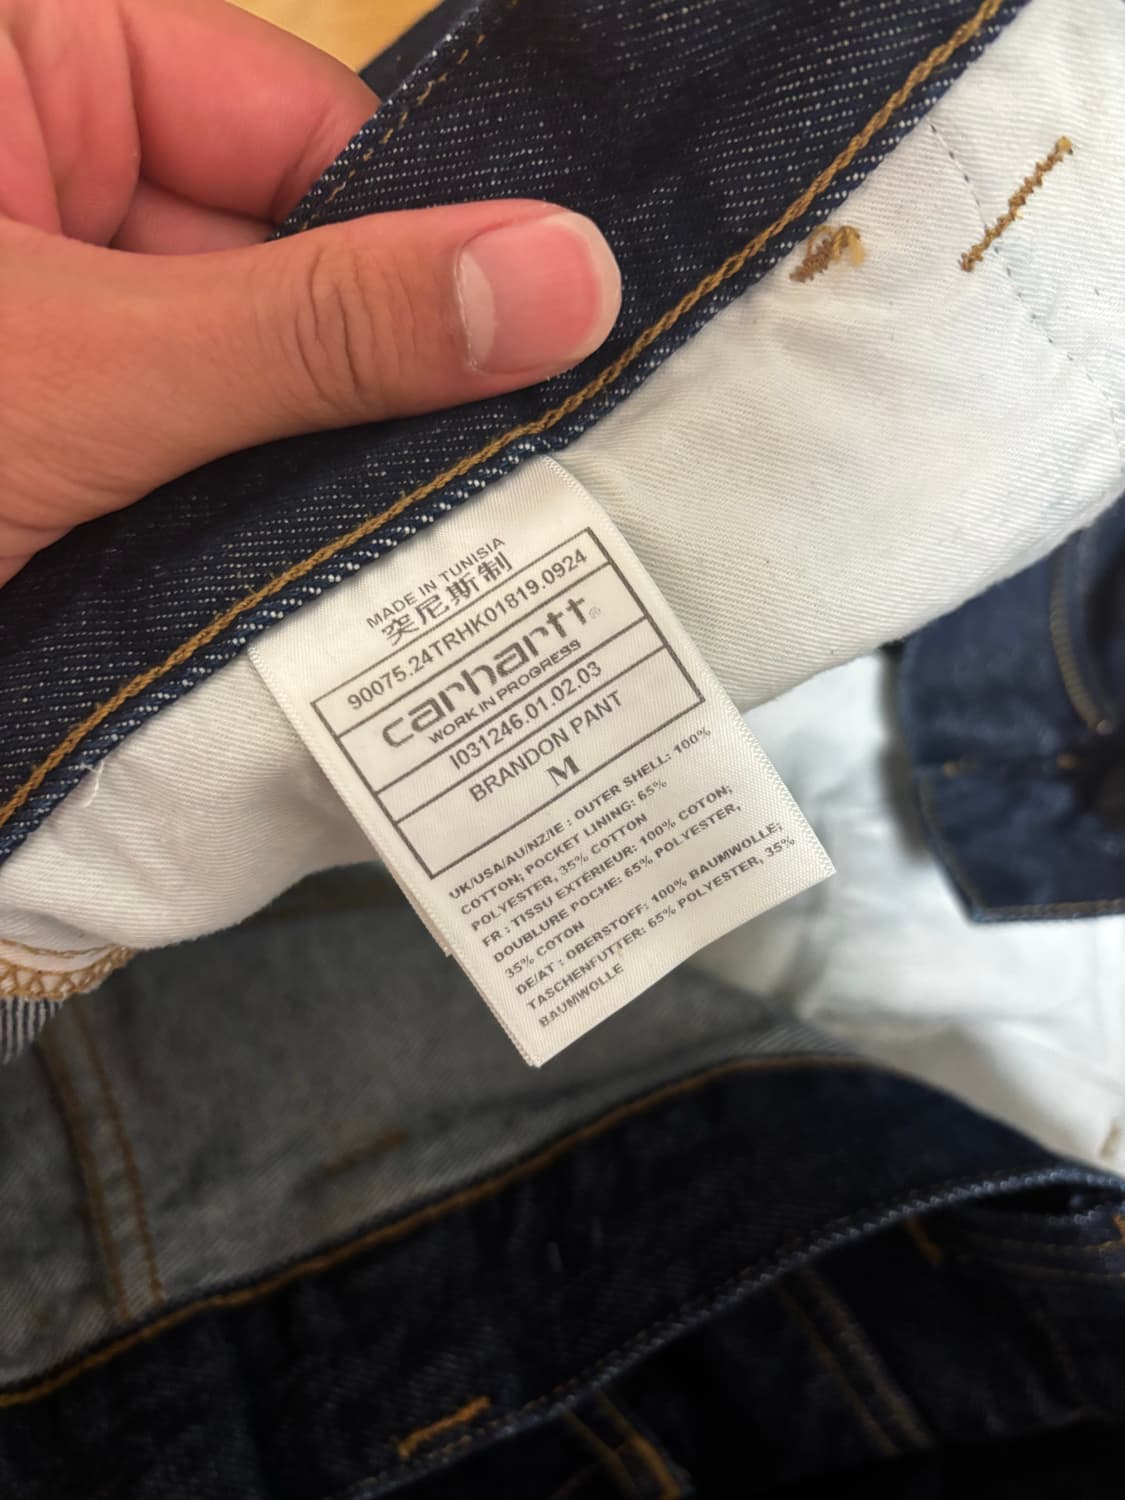 MADE IN TUNISIA
突尼斯制
90075.24TRHK01819.0924
carhartt®
WORK IN PROGRESS
I031246.01.02.03
BRANDON PANT
M
UK/USA/AU/NZ/IE : OUTER SHELL: 100%
COTTON; POCKET LINING: 65%
POLYESTER, 35% COTTON
FR : TISSU EXTÉRIEUR: 100% COTON;
DOUBLURE POCHE: 65% POLYESTER,
35% COTON
DE/AT : OBERSTOFF: 100% BAUMWOLLE;
TASCHENFUTTER: 65% POLYESTER, 35%
BAUMWOLLE